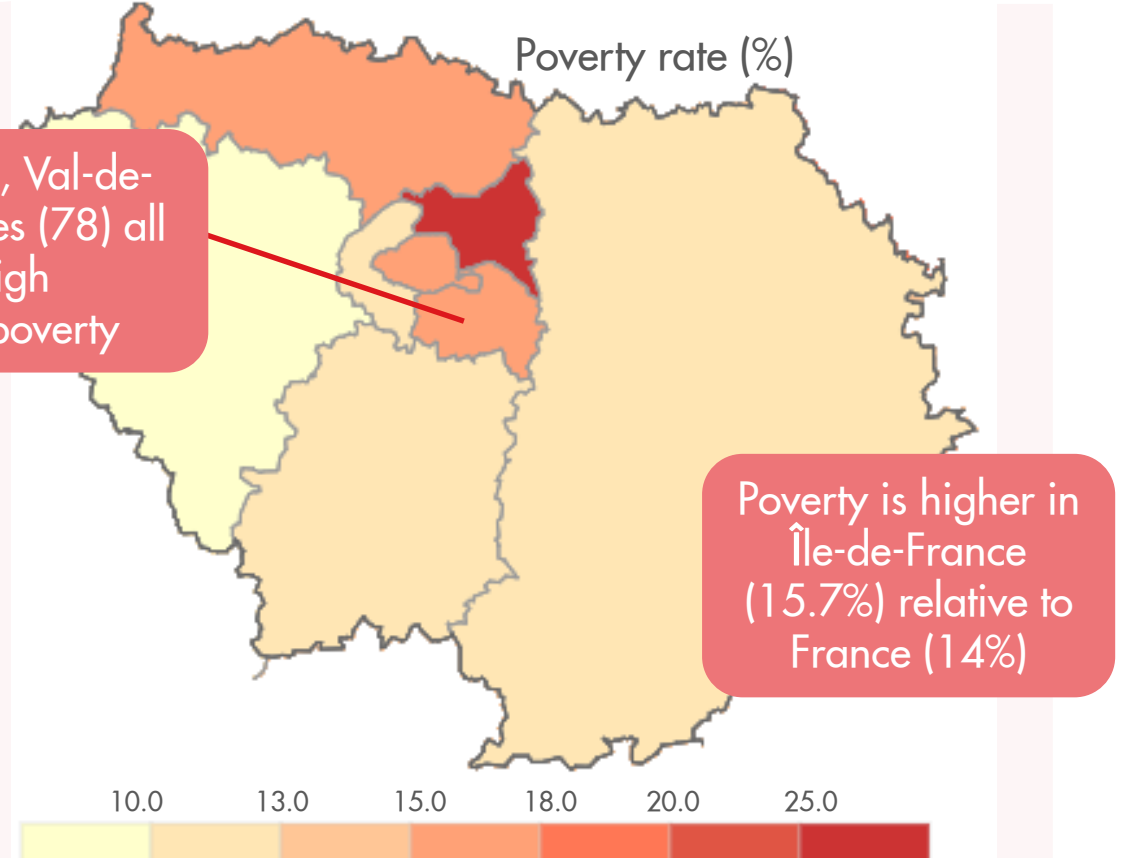 Poverty rate (%)
, Val-de-
es (78) all
igh
poverty
Poverty is higher in
Île-de-France
(15.7%) relative to
France (14%)
10.0 13.0 15.0 18.0 20.0 25.0